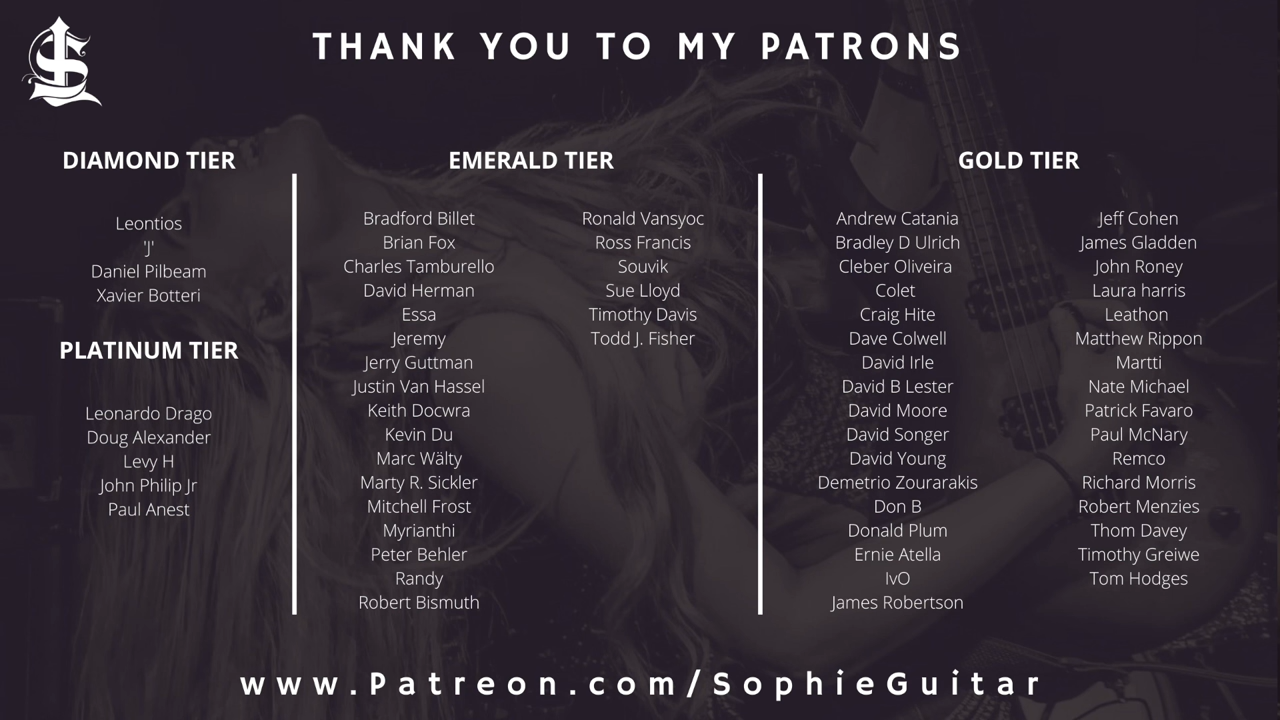 THANK YOU TO MY PATRONS
DIAMOND TIER
Leontios
'J'
Daniel Pilbeam
Xavier Botteri
PLATINUM TIER
Leonardo Drago
Doug Alexander
Levy H
John Philip Jr
Paul Anest
EMERALD TIER
Bradford Billet
Brian Fox
Charles Tamburello
David Herman
Essa
Jeremy
Jerry Guttman
Justin Van Hassel
Keith Docwra
Kevin Du
Marc Wälty
Marty R. Sickler
Mitchell Frost
Myrianthi
Peter Behler
Randy
Robert Bismuth
Ronald Vansyoc
Ross Francis
Souvik
Sue Lloyd
Timothy Davis
Todd J. Fisher
GOLD TIER
Andrew Catania
Bradley D Ulrich
Cleber Oliveira
Colet
Craig Hite
Dave Colwell
David Irle
David B Lester
David Moore
David Songer
David Young
Demetrio Zourarakis
Don B
Donald Plum
Ernie Atella
IvO
James Robertson
Jeff Cohen
James Gladden
John Roney
Laura harris
Leathon
Matthew Rippon
Martti
Nate Michael
Patrick Favaro
Paul McNary
Remco
Richard Morris
Robert Menzies
Thom Davey
Timothy Greiwe
Tom Hodges
www.Patreon.com/SophieGuitar